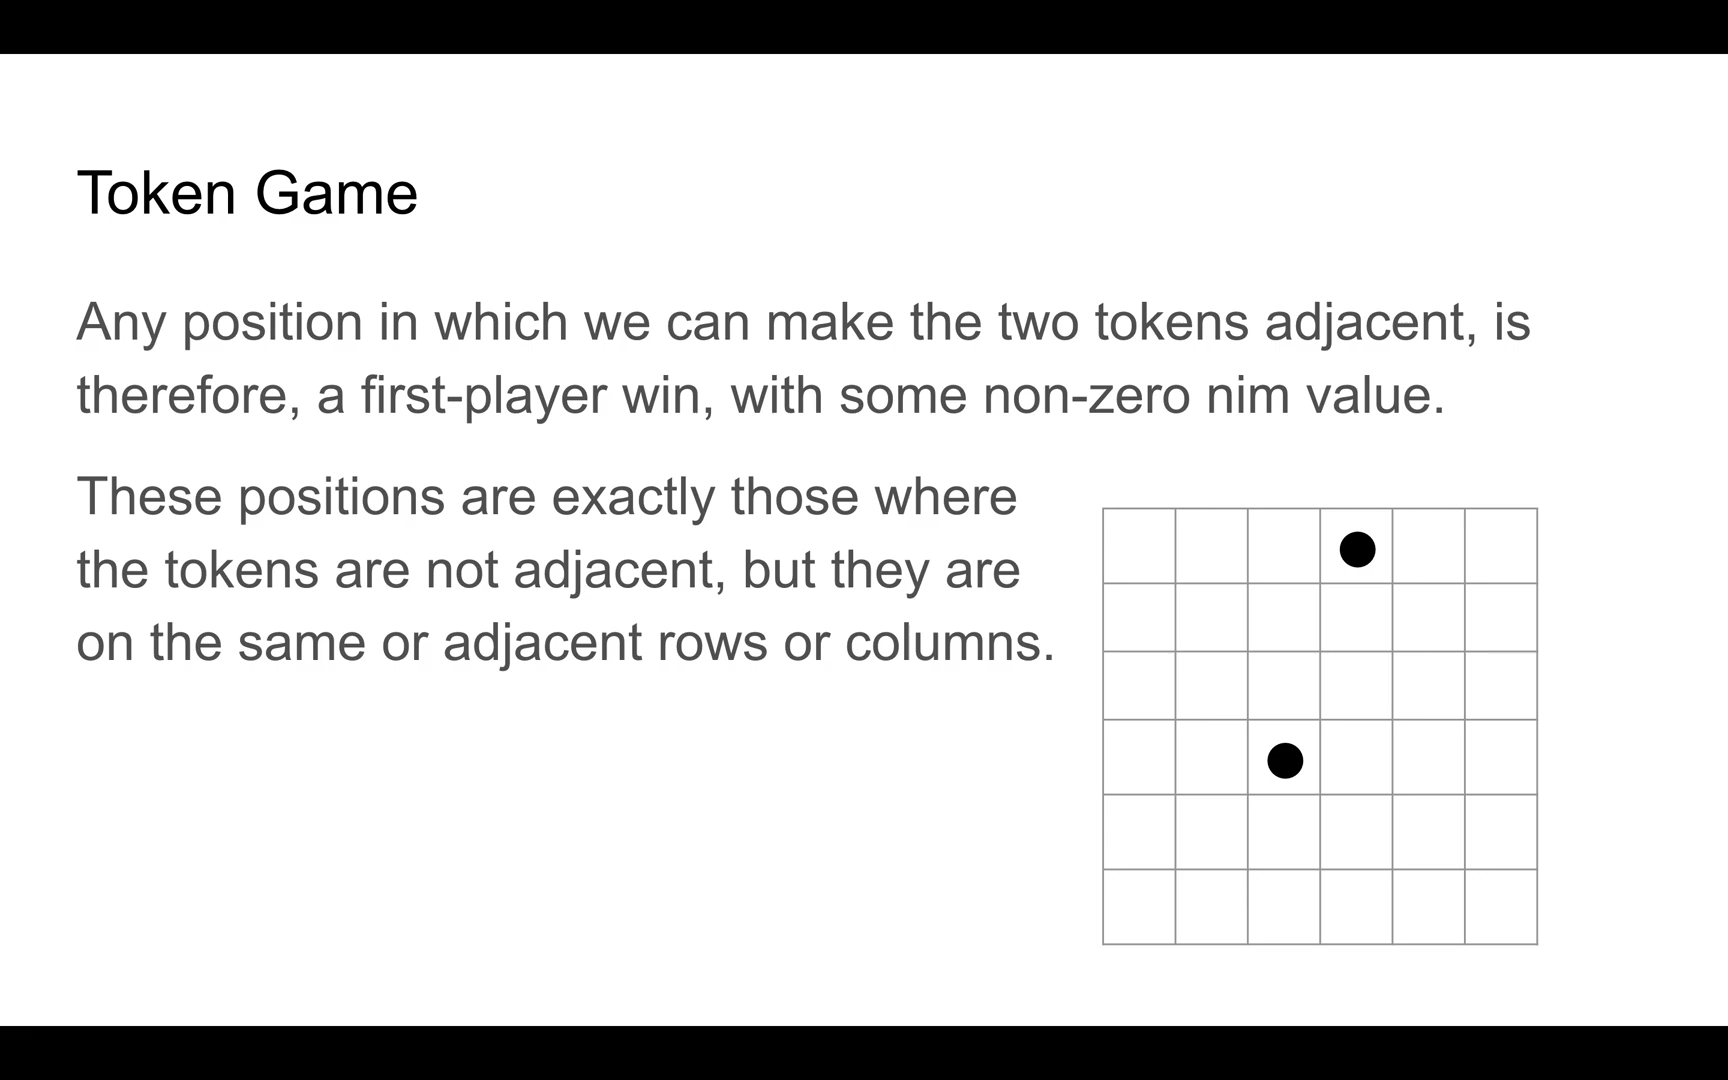 Token Game
Any position in which we can make the two tokens adjacent, is
therefore, a first-player win, with some non-zero nim value.
These positions are exactly those where
the tokens are not adjacent, but they are
on the same or adjacent rows or columns.